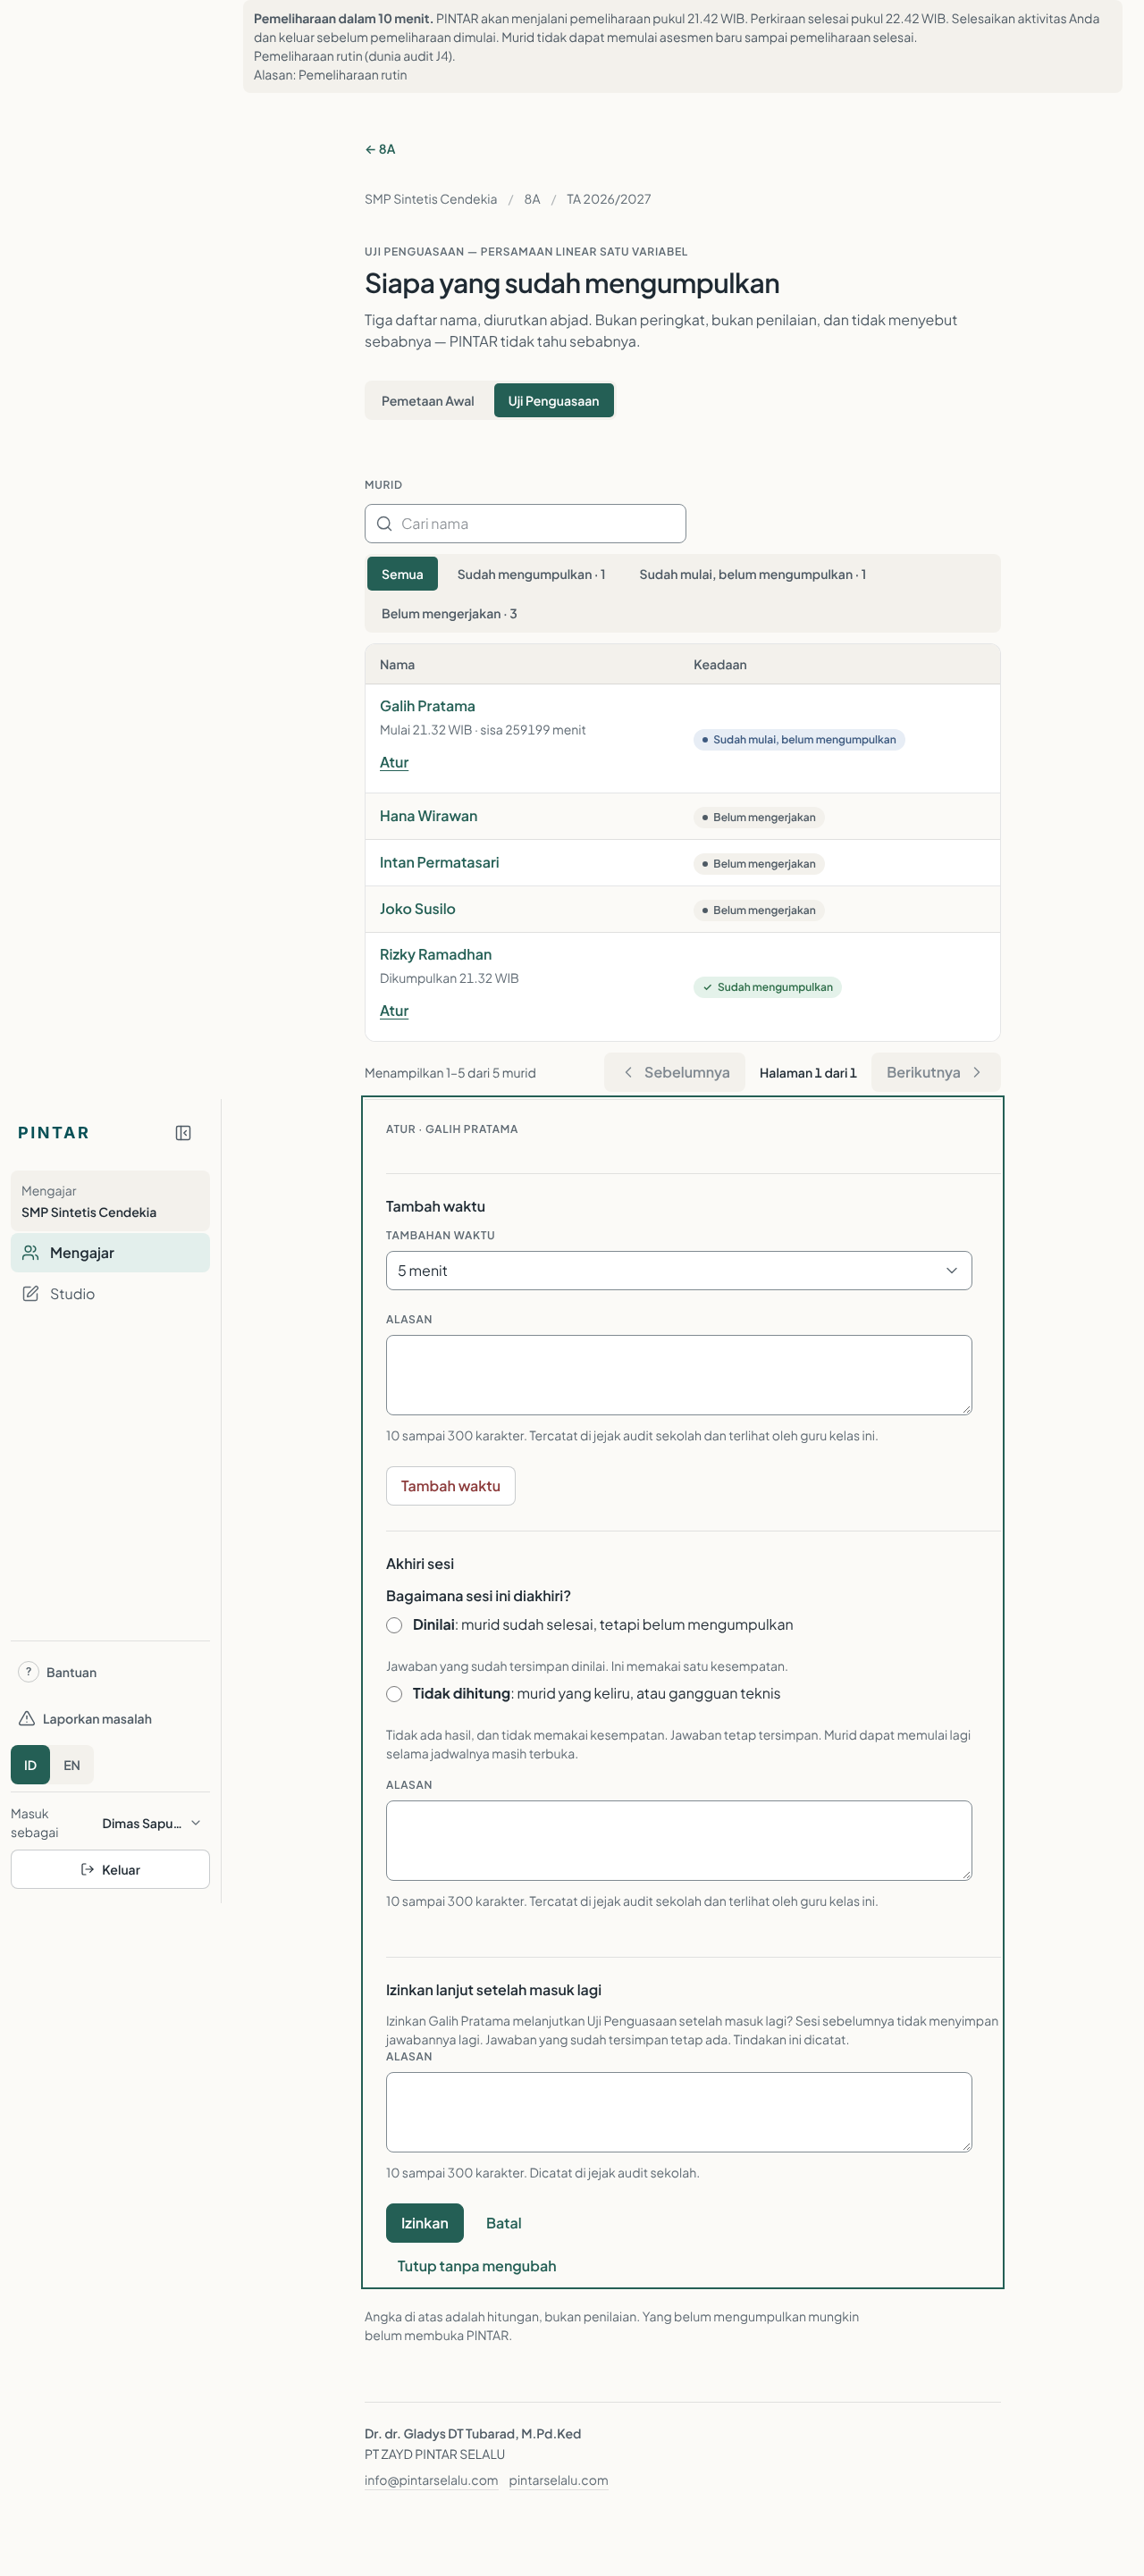 Pemeliharaan dalam 10 menit. PINTAR akan menjalani pemeliharaan pukul 21.42 WIB. Perkiraan selesai pukul 22.42 WIB. Selesaikan aktivitas Anda
dan keluar sebelum pemeliharaan dimulai. Murid tidak dapat memulai asesmen baru sampai pemeliharaan selesai.
Pemeliharaan rutin (dunia audit J4).
Alasan: Pemeliharaan rutin
← 8A
SMP Sintetis Cendekia / 8A / TA 2026/2027
UJI PENGUASAAN — PERSAMAAN LINEAR SATU VARIABEL
Siapa yang sudah mengumpulkan
Tiga daftar nama, diurutkan abjad. Bukan peringkat, bukan penilaian, dan tidak menyebut
sebabnya — PINTAR tidak tahu sebabnya.
Pemetaan Awal Uji Penguasaan
MURID
Cari nama
Semua Sudah mengumpulkan · 1 Sudah mulai, belum mengumpulkan · 1
Belum mengerjakan · 3
Nama Keadaan
Galih Pratama
Mulai 21.32 WIB · sisa 259199 menit
Sudah mulai, belum mengumpulkan
Atur
Hana Wirawan Belum mengerjakan
Intan Permatasari Belum mengerjakan
Joko Susilo Belum mengerjakan
Rizky Ramadhan
Dikumpulkan 21.32 WIB
Sudah mengumpulkan
Atur
Menampilkan 1–5 dari 5 murid Sebelumnya Halaman 1 dari 1 Berikutnya
PINTAR
Mengajar
SMP Sintetis Cendekia
Mengajar
Studio
? Bantuan
Laporkan masalah
ID EN
Masuk
sebagai
Dimas Sapu...
Keluar
ATUR · GALIH PRATAMA
Tambah waktu
TAMBAHAN WAKTU
5 menit
ALASAN
10 sampai 300 karakter. Tercatat di jejak audit sekolah dan terlihat oleh guru kelas ini.
Tambah waktu
Akhiri sesi
Bagaimana sesi ini diakhiri?
Dinilai: murid sudah selesai, tetapi belum mengumpulkan
Jawaban yang sudah tersimpan dinilai. Ini memakai satu kesempatan.
Tidak dihitung: murid yang keliru, atau gangguan teknis
Tidak ada hasil, dan tidak memakai kesempatan. Jawaban tetap tersimpan. Murid dapat memulai lagi
selama jadwalnya masih terbuka.
ALASAN
10 sampai 300 karakter. Tercatat di jejak audit sekolah dan terlihat oleh guru kelas ini.
Izinkan lanjut setelah masuk lagi
Izinkan Galih Pratama melanjutkan Uji Penguasaan setelah masuk lagi? Sesi sebelumnya tidak menyimpan
jawabannya lagi. Jawaban yang sudah tersimpan tetap ada. Tindakan ini dicatat.
ALASAN
10 sampai 300 karakter. Dicatat di jejak audit sekolah.
Izinkan Batal
Tutup tanpa mengubah
Angka di atas adalah hitungan, bukan penilaian. Yang belum mengumpulkan mungkin
belum membuka PINTAR.
Dr. dr. Gladys DT Tubarad, M.Pd.Ked
PT ZAYD PINTAR SELALU
info@pintarselalu.com pintarselalu.com